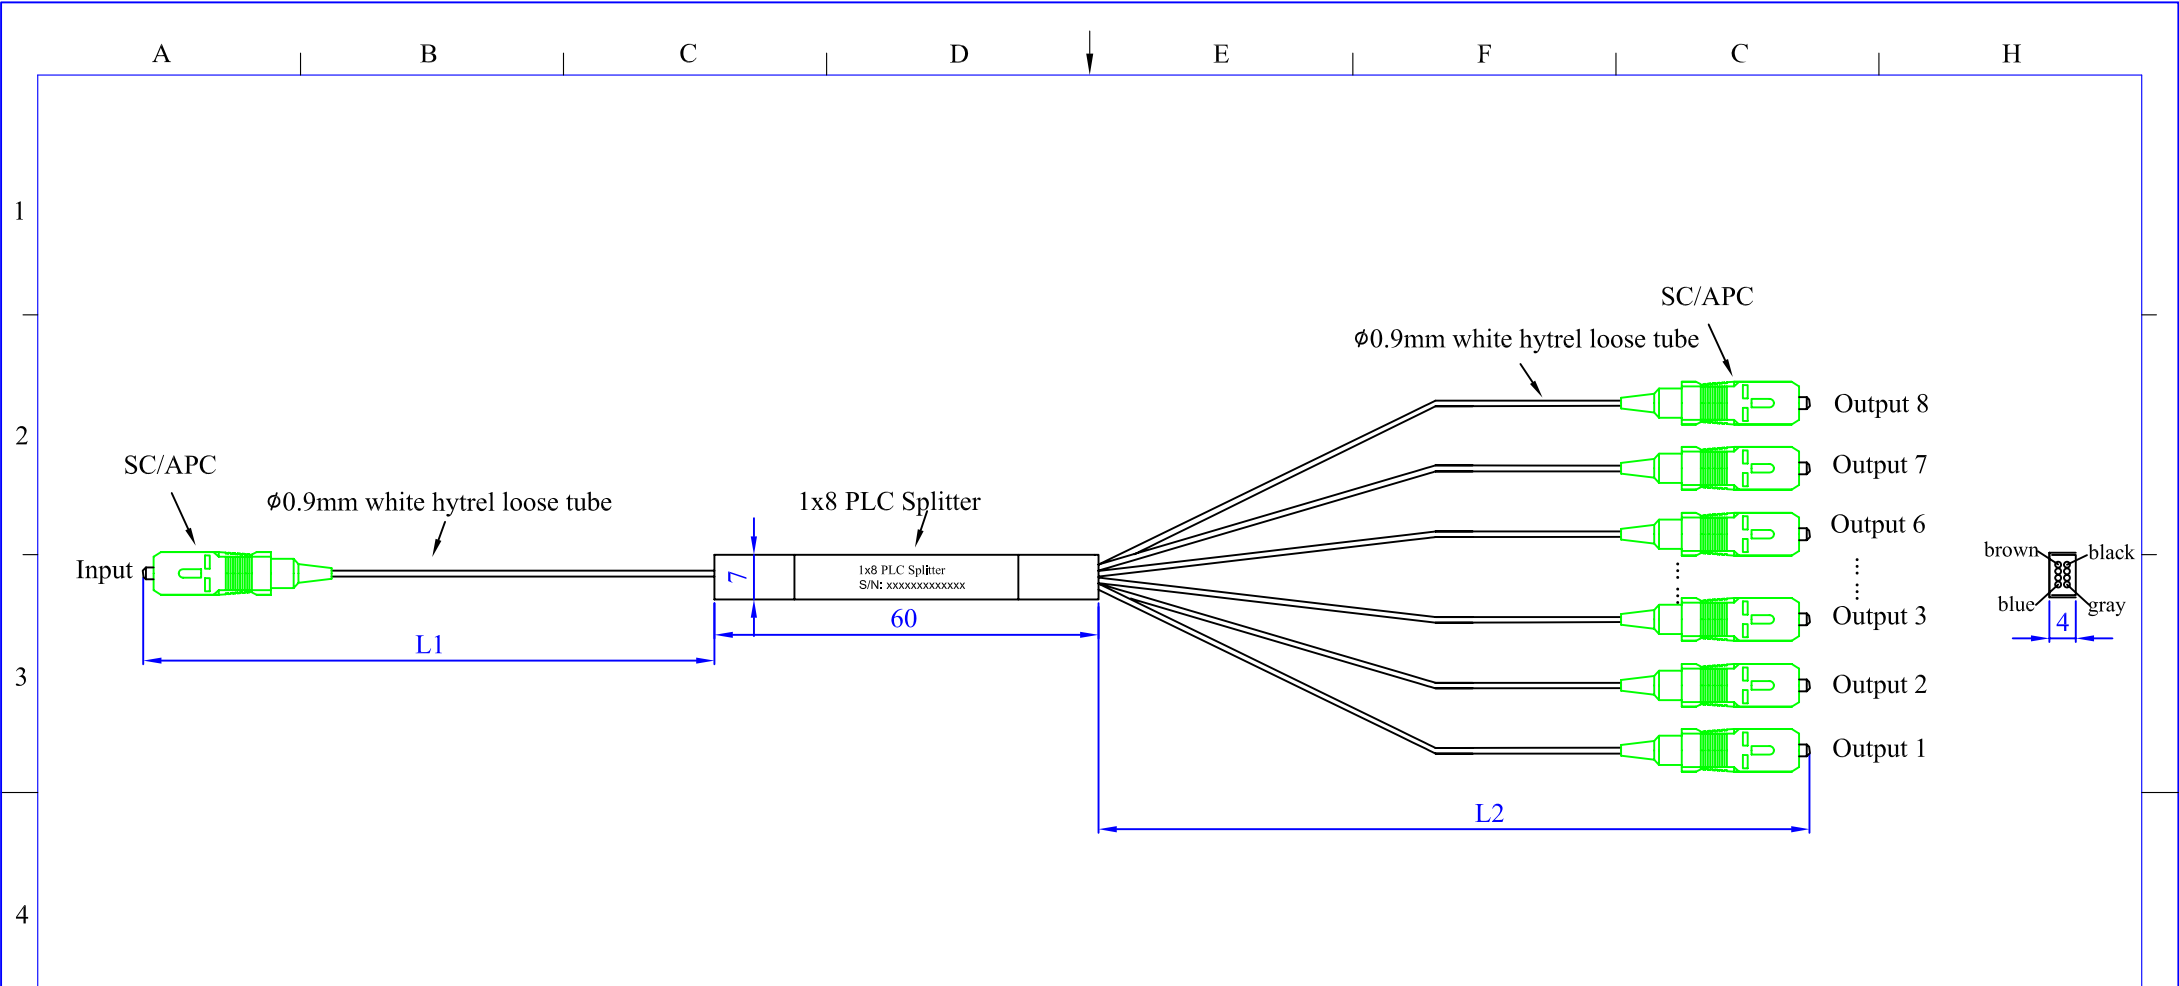 A B C D E F C H
1
SC/APC
⌀0.9mm white hytrel loose tube
Output 8
2
SC/APC
Output 7
⌀0.9mm white hytrel loose tube
1x8 PLC Splitter
Output 6
brown
black
Input
7
1x8 PLC Splitter
S/N: xxxxxxxxxxxxx
blue
gray
Output 3
60
4
L1
3
Output 2
Output 1
L2
4